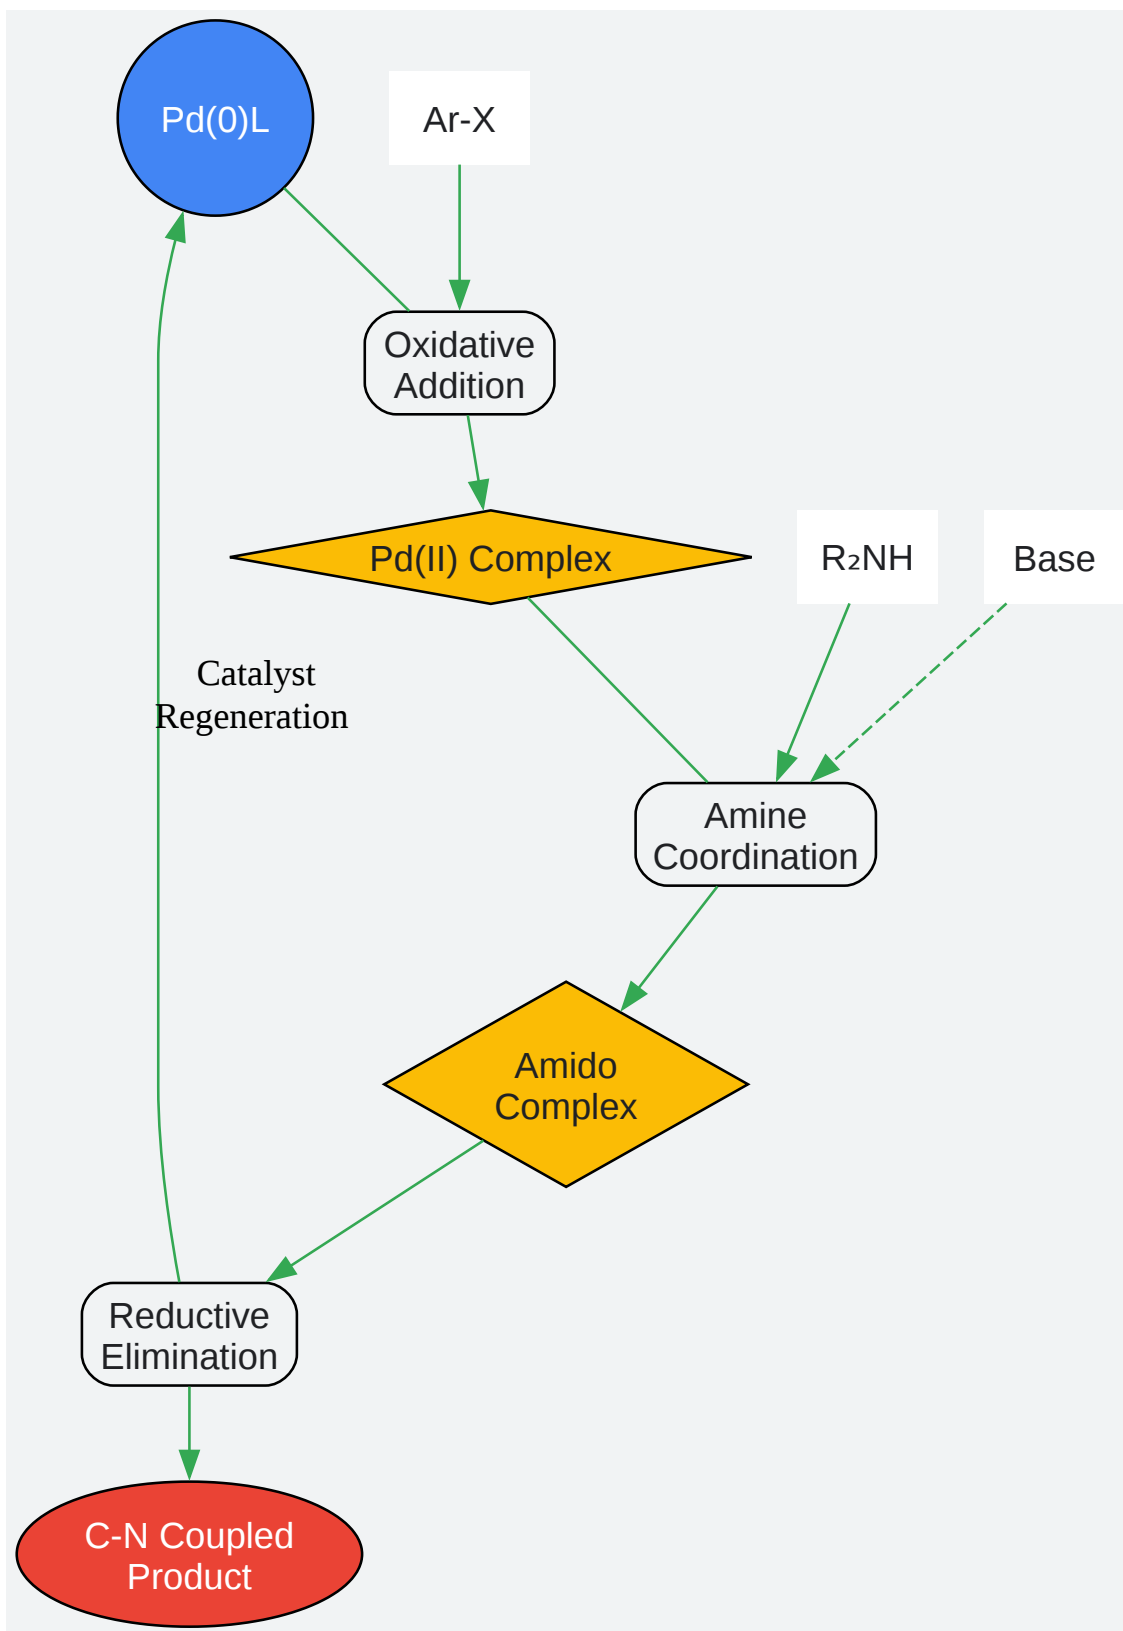 Pd(0)L
Ar-X
Oxidative
Addition
Pd(II) Complex
R₂NH
Base
Catalyst
Regeneration
Amine
Coordination
Amido
Complex
Reductive
Elimination
C-N Coupled
Product